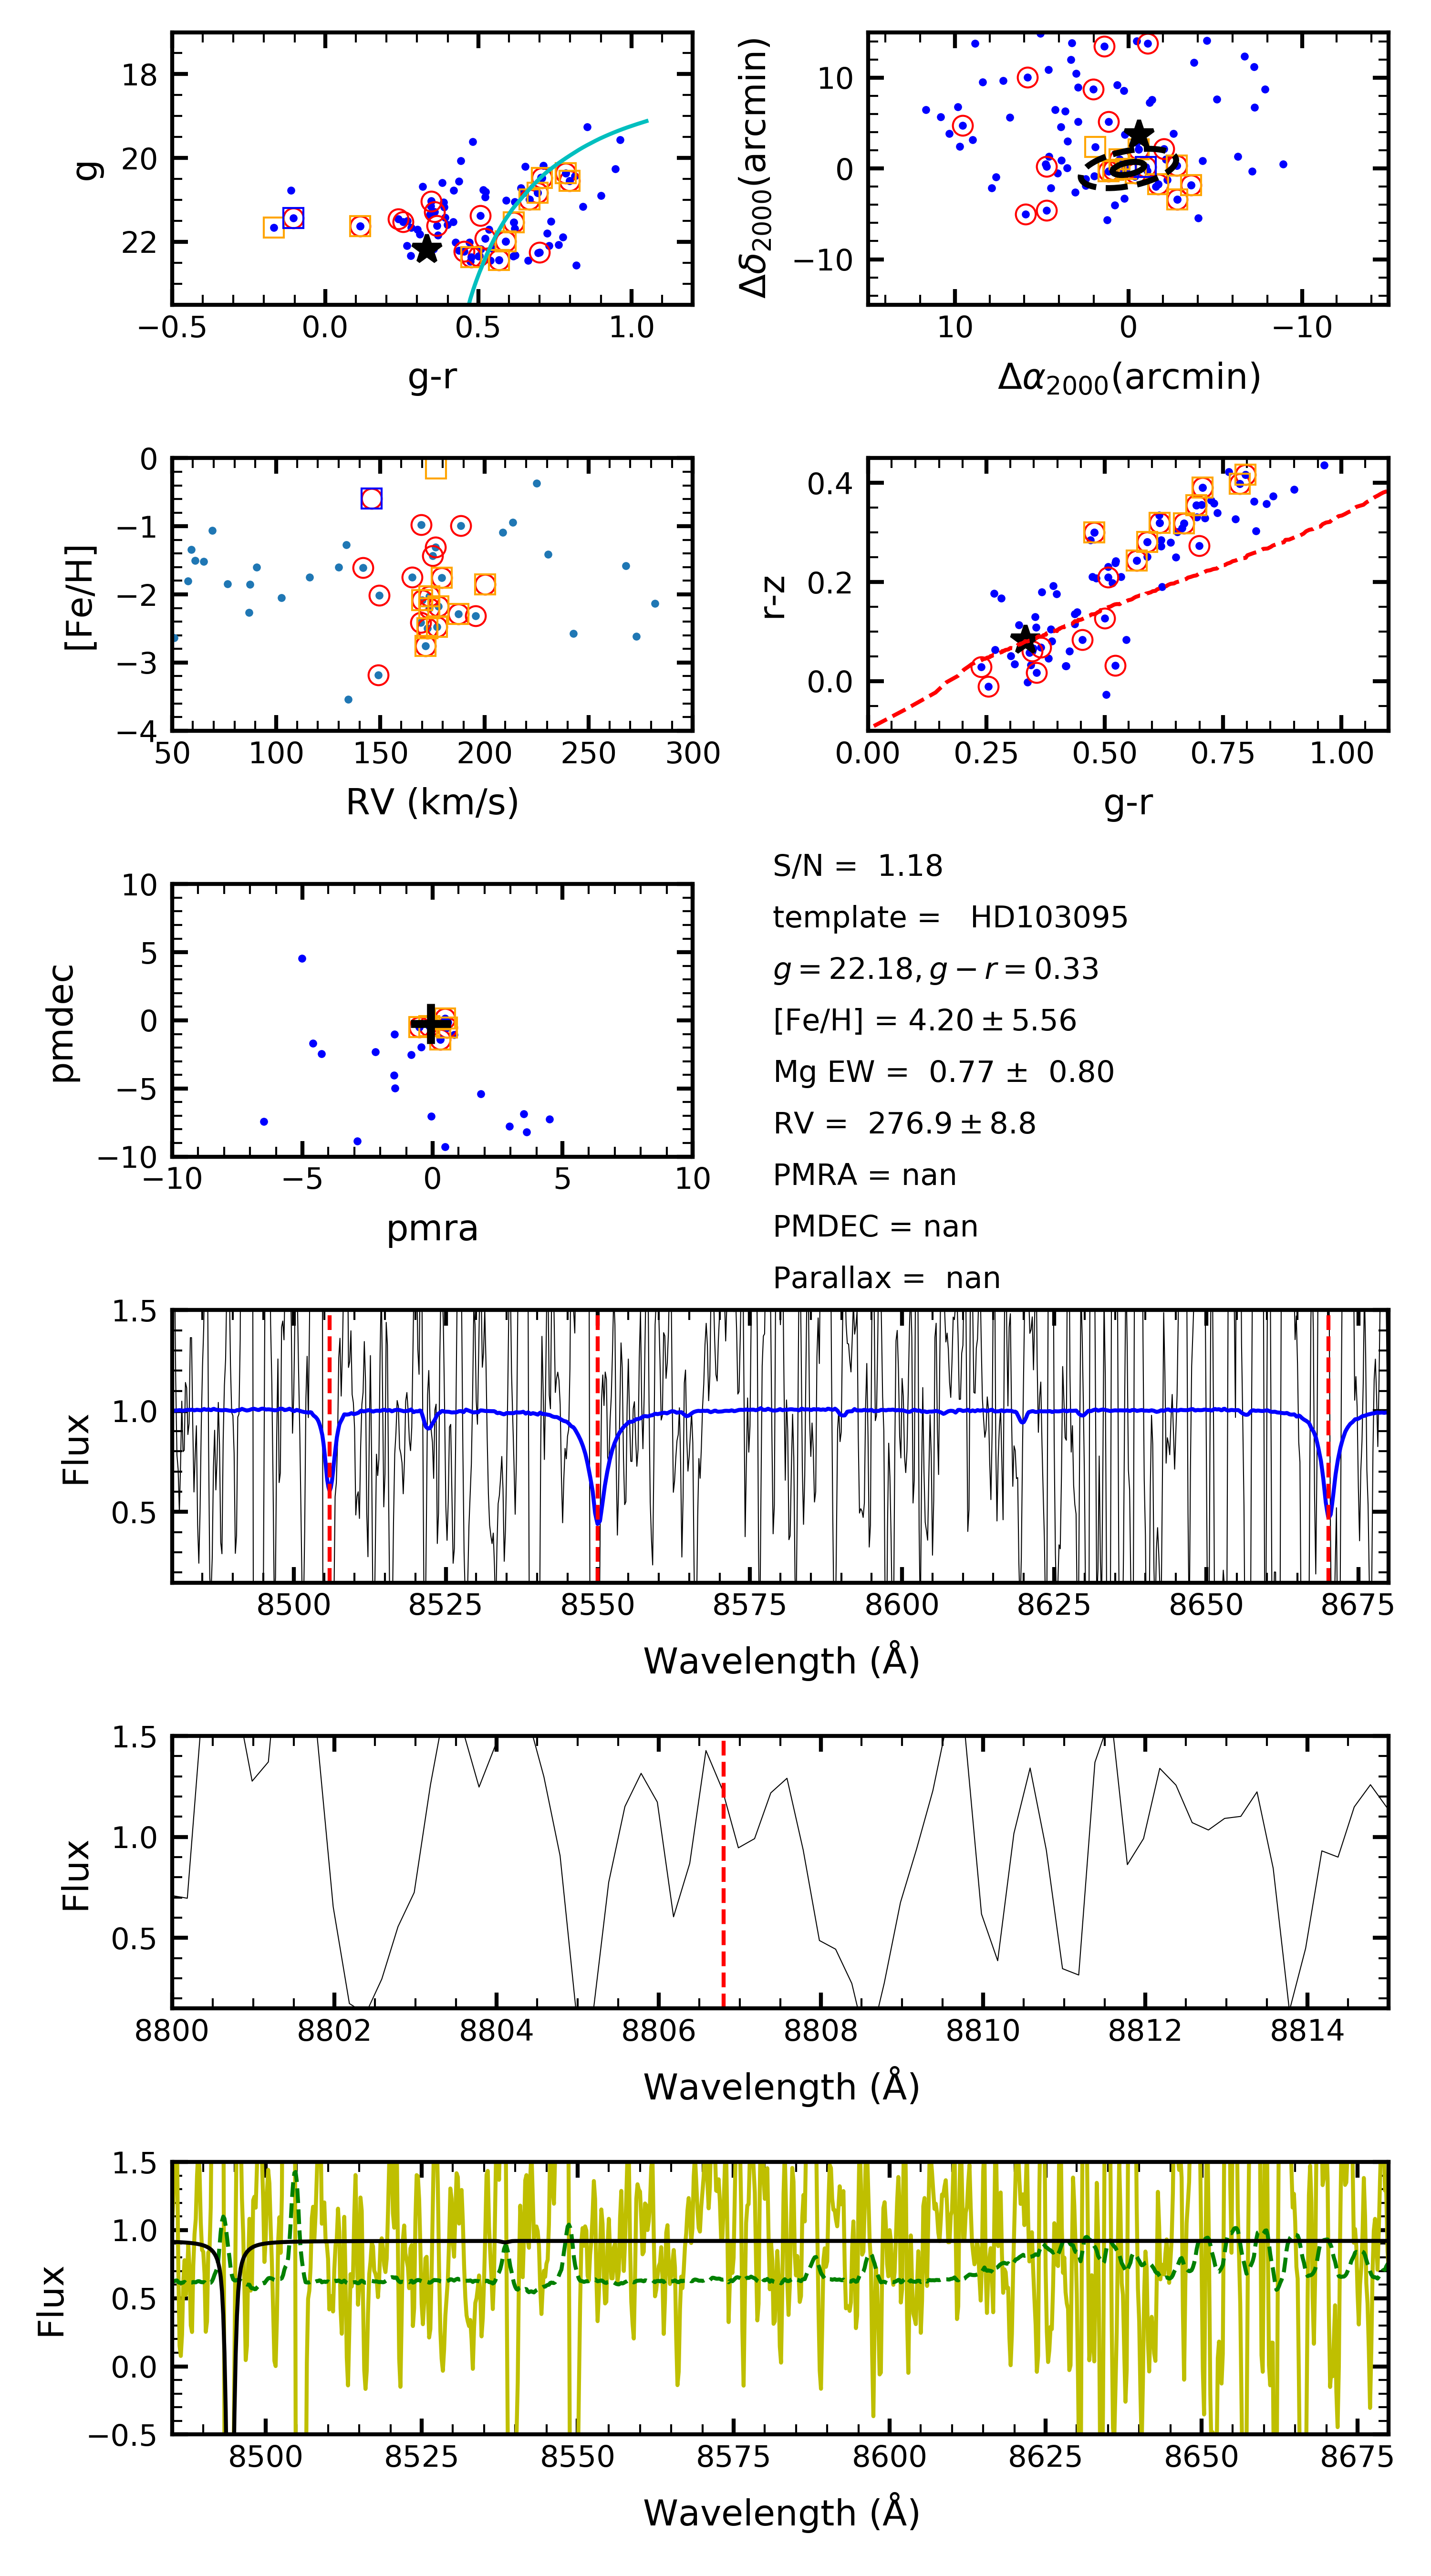 18
20
22
g
−0.5 0.0 0.5 1.0
g-r
10
0
−10
Δδ2000(arcmin)
10 0 −10
Δα2000(arcmin)
0
−1
−2
−3
−4
[Fe/H]
50 100 150 200 250 300
RV (km/s)
0.4
0.2
0.0
r-z
0.00 0.25 0.50 0.75 1.00
g-r
10
5
0
−5
−10
pmdec
−10 −5 0 5 10
pmra
S/N = 1.18
template = HD103095
g = 22.18, g − r = 0.33
[Fe/H] = 4.20 ± 5.56
Mg EW = 0.77 ± 0.80
RV = 276.9 ± 8.8
PMRA = nan
PMDEC = nan
Parallax = nan
1.5
1.0
0.5
Flux
8500 8525 8550 8575 8600 8625 8650 8675
Wavelength (Å)
1.5
1.0
0.5
Flux
8800 8802 8804 8806 8808 8810 8812 8814
Wavelength (Å)
1.5
1.0
0.5
0.0
−0.5
Flux
8500 8525 8550 8575 8600 8625 8650 8675
Wavelength (Å)